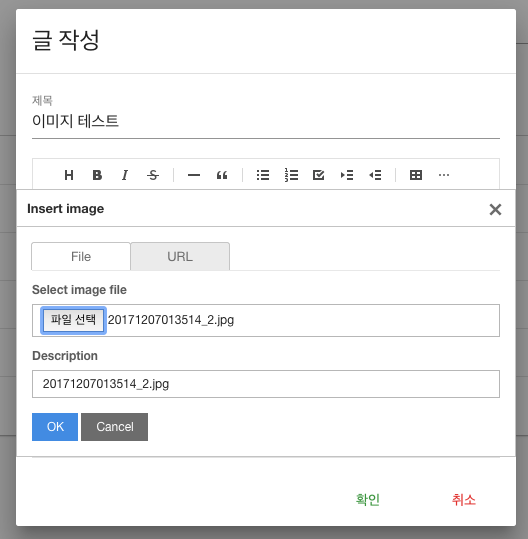 글 작성
제목
이미지 테스트
H B I S
Insert image
File URL
Select image file
파일 선택 20171207013514_2.jpg
Description
20171207013514_2.jpg
OK Cancel
확인 취소